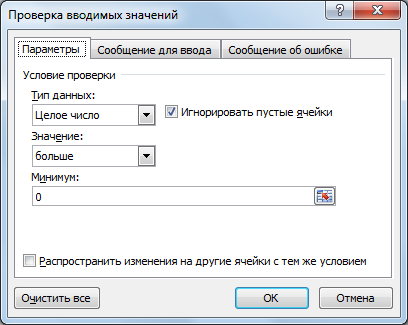 Проверка вводимых значений
Параметры Сообщение для ввода Сообщение об ошибке
Условие проверки
Тип данных:
Целое число Игнорировать пустые ячейки
Значение:
больше
Минимум:
0
Распространить изменения на другие ячейки с тем же условием
Очистить все ОК Отмена